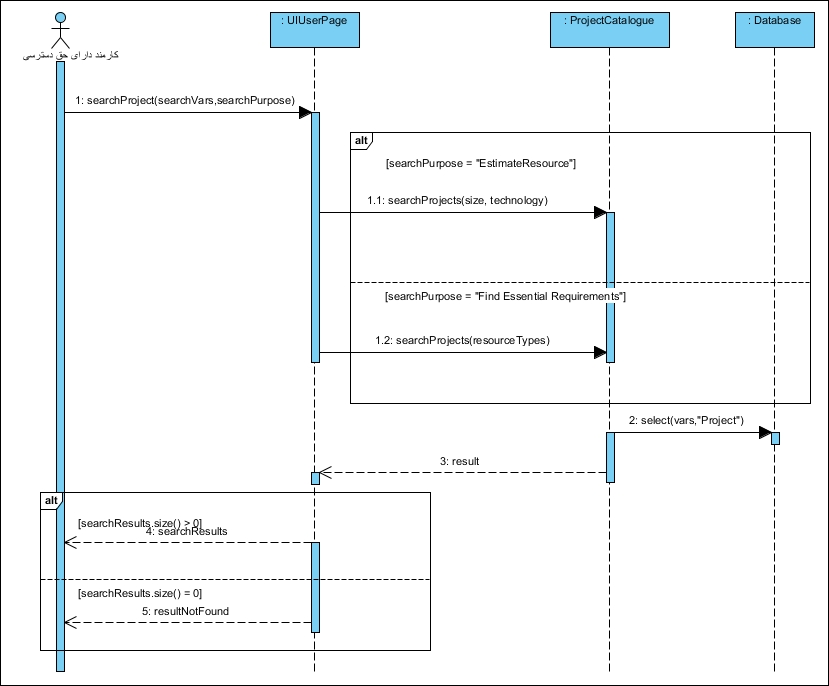 : UIUserPage
: ProjectCatalogue
: Database
کارمند دارای حق دسترسی
1: searchProject(searchVars,searchPurpose)
alt
[searchPurpose = "EstimateResource"]
1.1: searchProjects(size, technology)
[searchPurpose = "Find Essential Requirements"]
1.2: searchProjects(resourceTypes)
2: select(vars,"Project")
3: result
alt
[searchResults.size() > 0]
4: searchResults
[searchResults.size() = 0]
5: resultNotFound